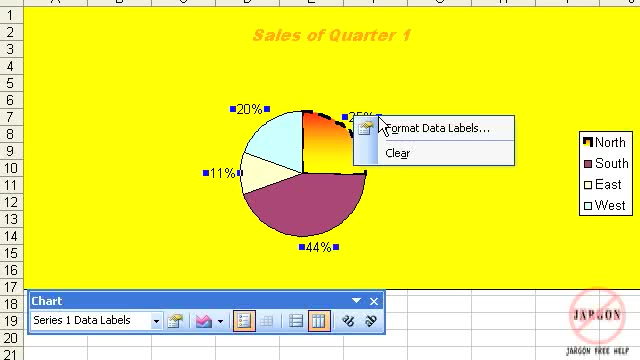 A B C D E F G
1
2
3
4
5
6
7
8
9
10
11
12
13
14
15
16
17
18
19
20
21
Sales of Quarter 1
20%
25%
11%
44%
Format Data Labels...
Clear
North
South
East
West
Chart
Series 1 Data Labels
JARGON
JARGON FREE HELP